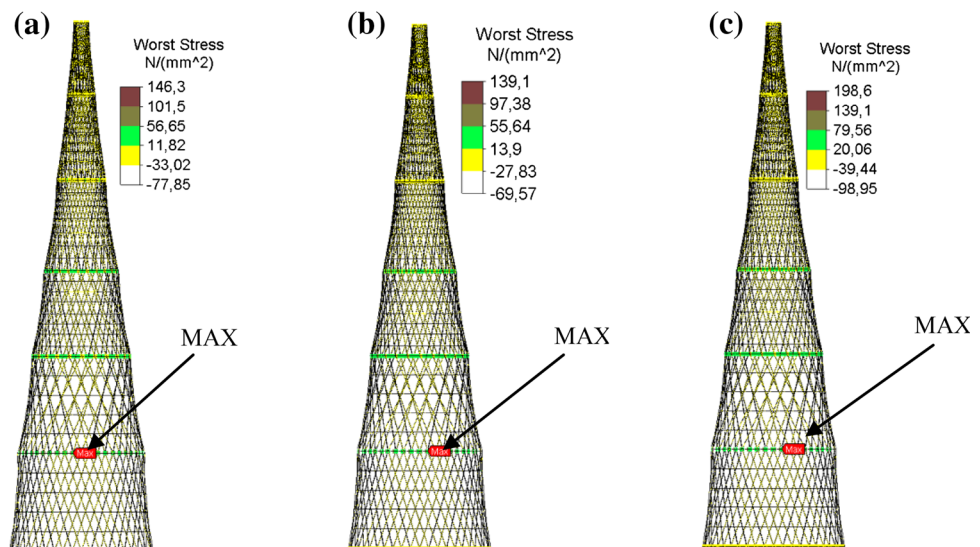 (a)
Worst Stress
N/(mm^2)
146,3
101,5
56,65
11,82
-33,02
-77,85
MAX
Max
(b)
Worst Stress
N/(mm^2)
139,1
97,38
55,64
13,9
-27,83
-69,57
MAX
Max
(c)
Worst Stress
N/(mm^2)
198,6
139,1
79,56
20,06
-39,44
-98,95
MAX
Max